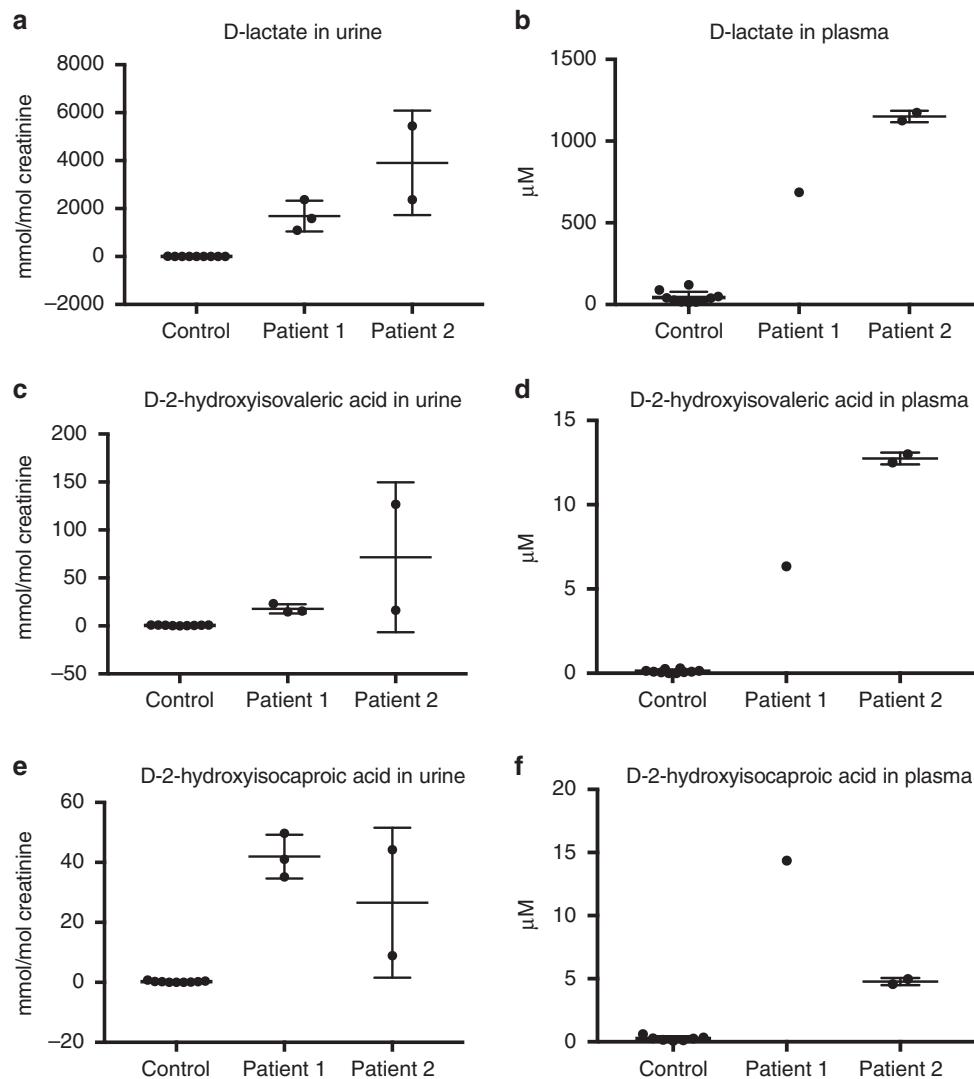 a
D-lactate in urine
8000
6000
4000
2000
0
−2000
mmol/mol creatinine
Control Patient 1 Patient 2
b
D-lactate in plasma
1500
1000
500
0
μM
Control Patient 1 Patient 2
c
D-2-hydroxyisovaleric acid in urine
200
150
100
50
0
−50
mmol/mol creatinine
Control Patient 1 Patient 2
d
D-2-hydroxyisovaleric acid in plasma
15
10
5
0
μM
Control Patient 1 Patient 2
e
D-2-hydroxyisocaproic acid in urine
60
40
20
0
−20
mmol/mol creatinine
Control Patient 1 Patient 2
f
D-2-hydroxyisocaproic acid in plasma
20
15
10
5
0
μM
Control Patient 1 Patient 2